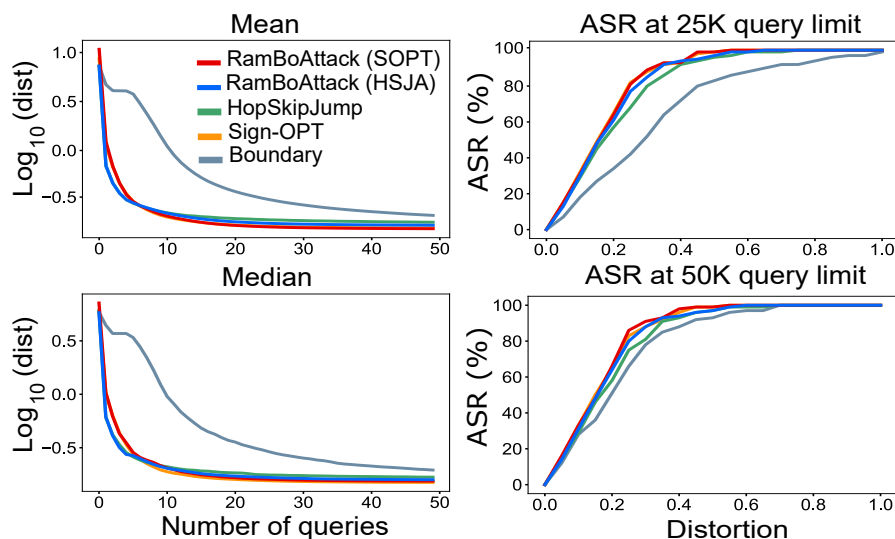 Mean
Log10 (dist)
1.0
0.5
0.0
−0.5
0 10 20 30 40 50
RamBoAttack (SOPT)
RamBoAttack (HSJA)
HopSkipJump
Sign-OPT
Boundary
ASR at 25K query limit
ASR (%)
100
80
60
40
20
0
0.0 0.2 0.4 0.6 0.8 1.0
Median
Log10 (dist)
0.5
0.0
−0.5
0 10 20 30 40 50
Number of queries
ASR at 50K query limit
ASR (%)
100
80
60
40
20
0
0.0 0.2 0.4 0.6 0.8 1.0
Distortion